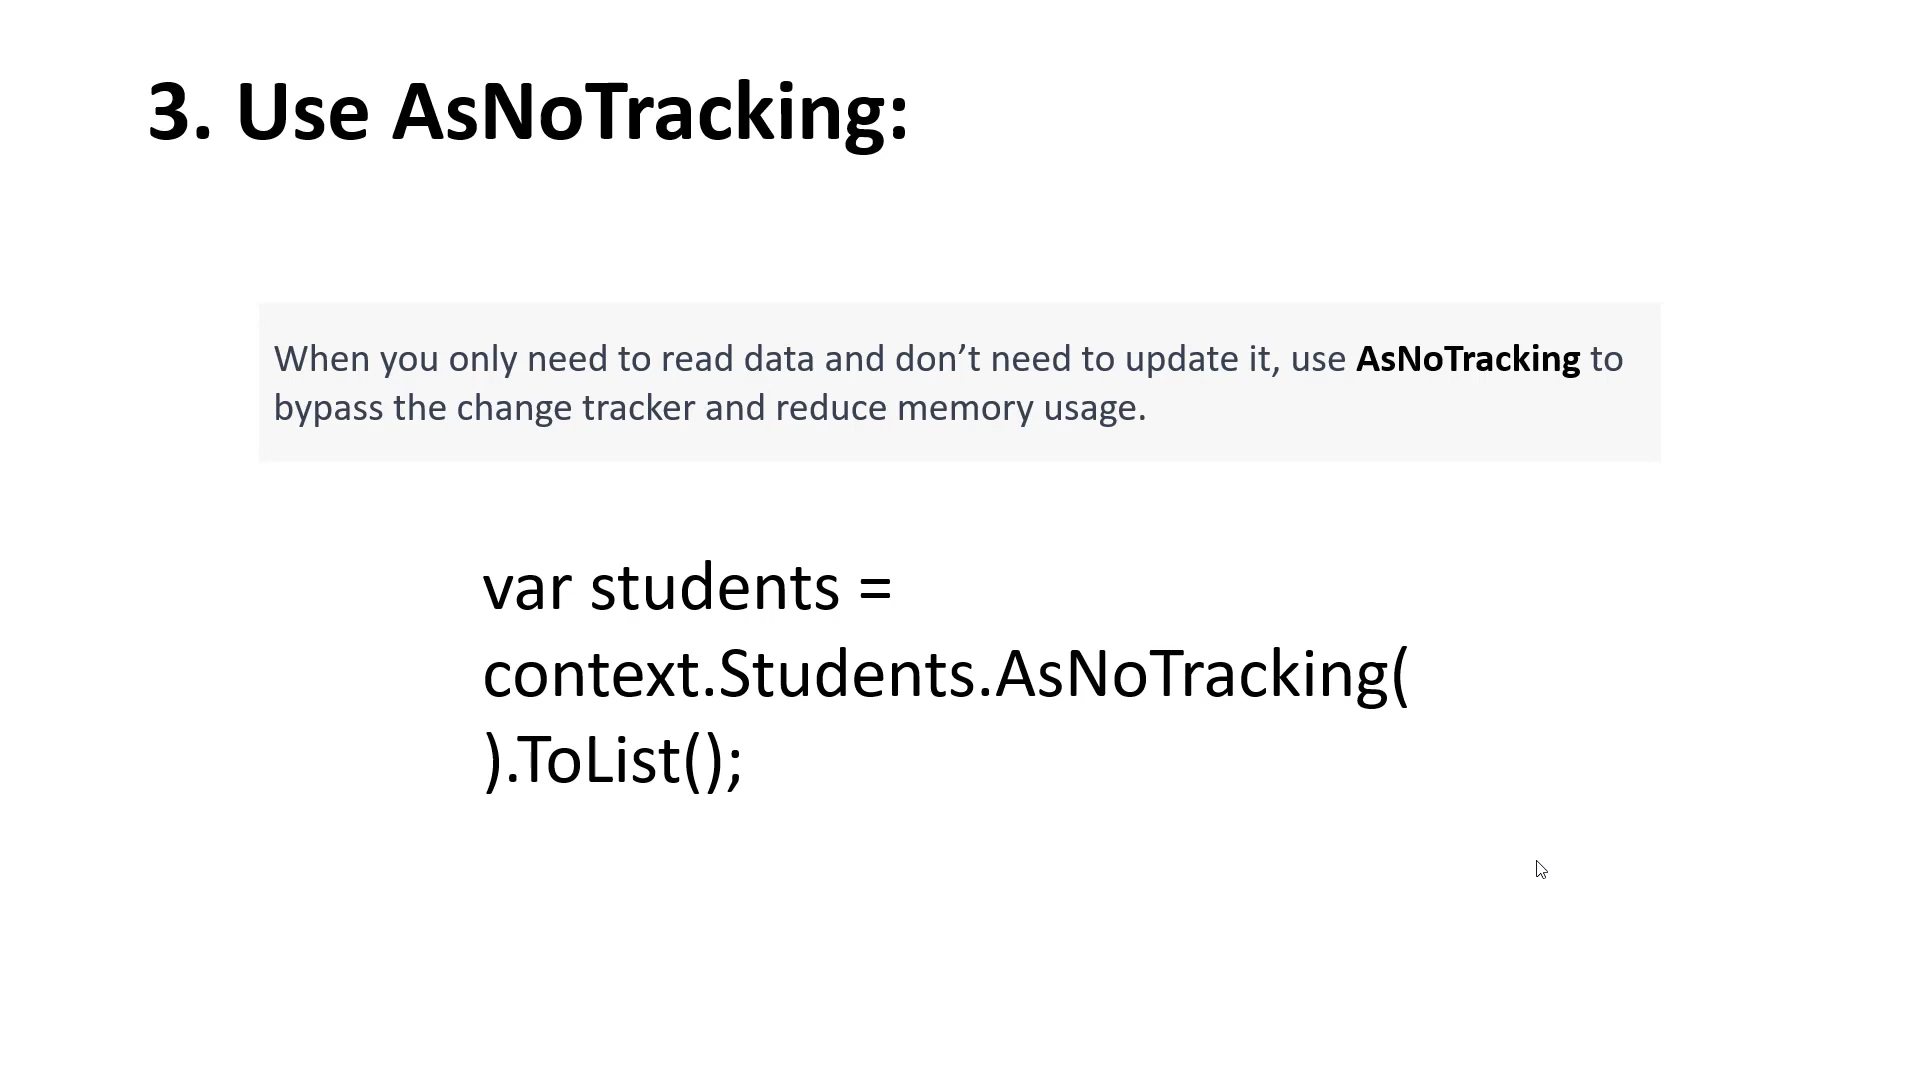 3. Use AsNoTracking:
When you only need to read data and don’t need to update it, use AsNoTracking to
bypass the change tracker and reduce memory usage.
var students =
context.Students.AsNoTracking(
).ToList();